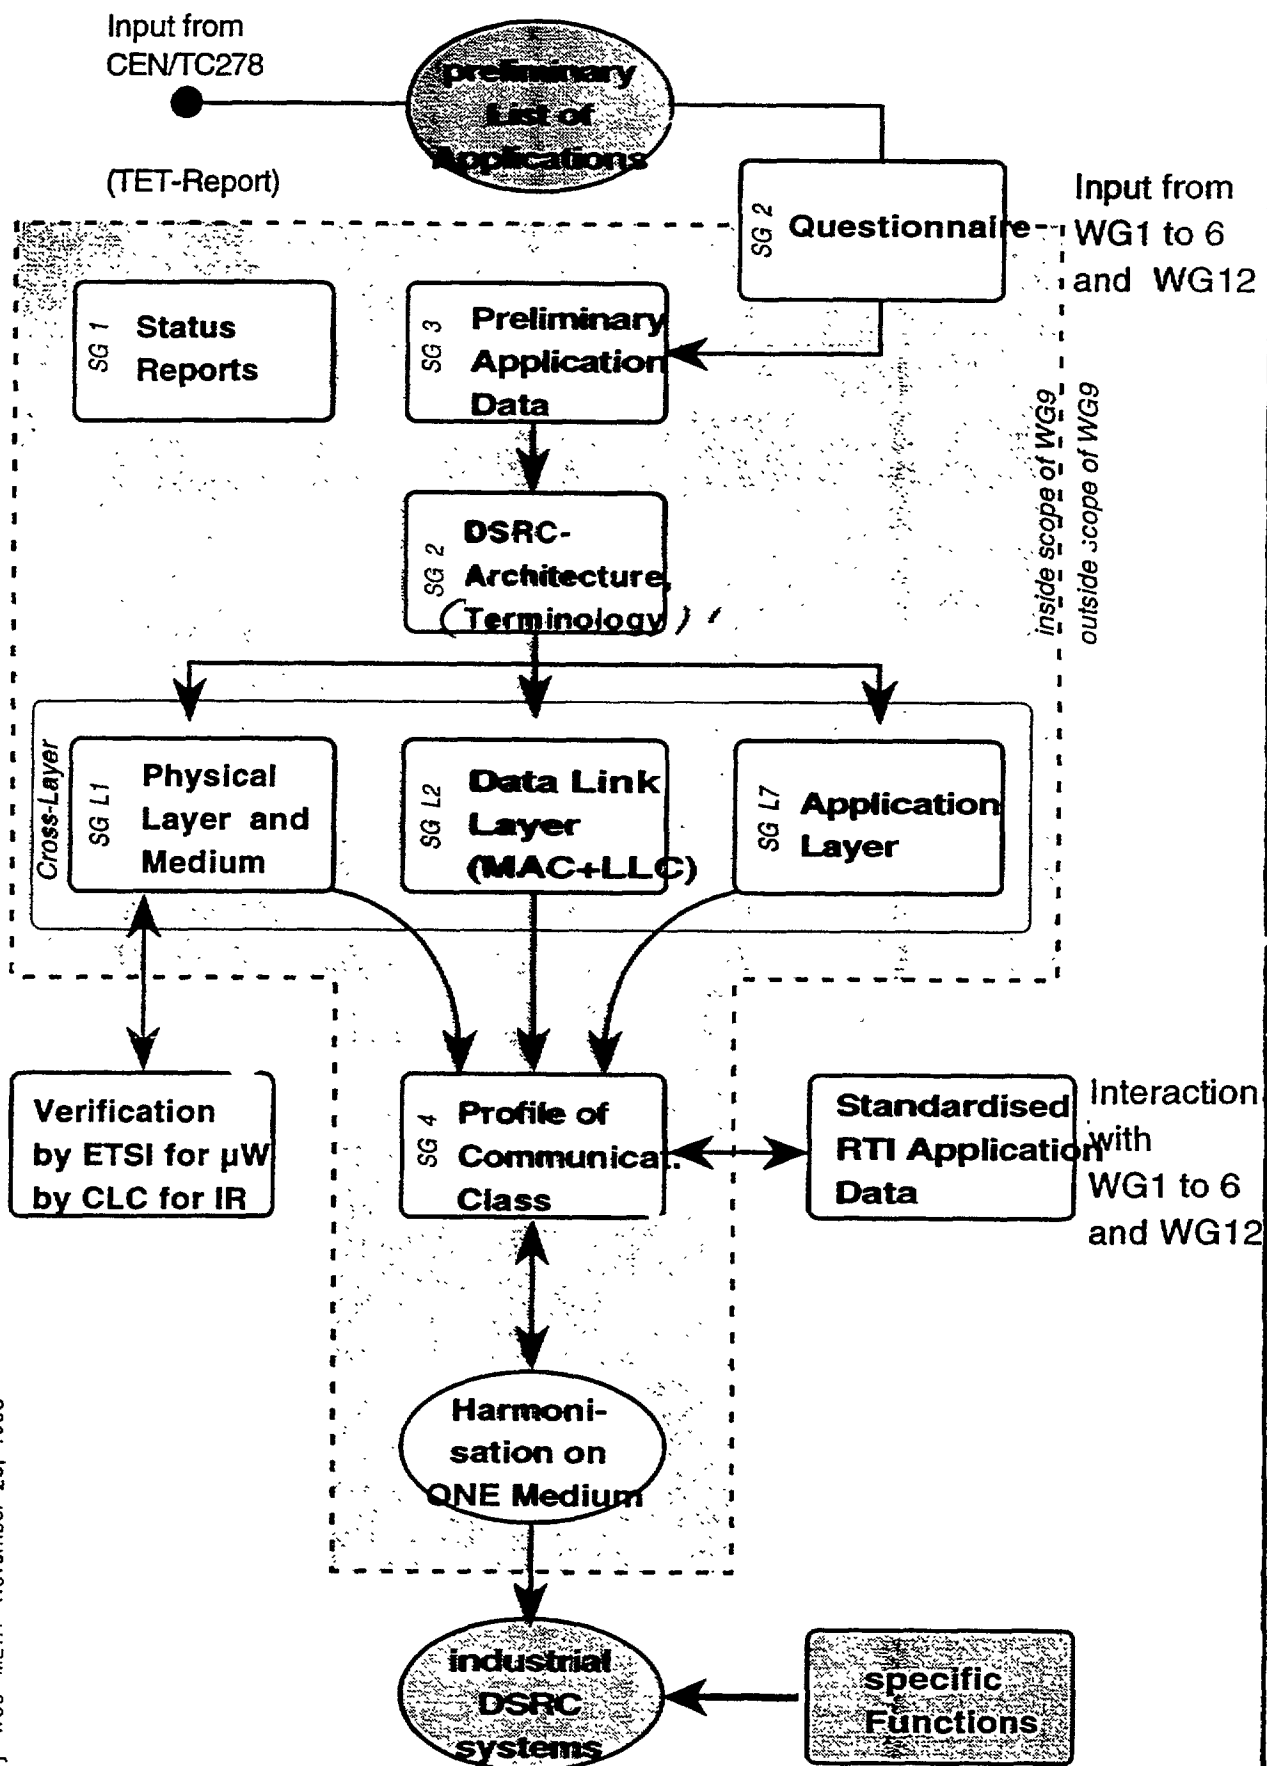 Input from
CEN/TC278
(TET-Report)
preliminary
List of
Applications
SG 2
Questionnaire
Input from
WG1 to 6
and WG12
SG 1
Status
Reports
SG 3
Preliminary
Application
Data
inside scope of WG9
outside scope of WG9
SG 2
DSRC-
Architecture,
(Terminology)
Cross-Layer
SG L1
Physical
Layer and
Medium
SG L2
Data Link
Layer
(MAC+LLC)
SG L7
Application
Layer
Verification
by ETSI for µW
by CLC for IR
SG 4
Profile of
Communicat.
Class
Standardised
RTI Application
Data
Interaction
with
WG1 to 6
and WG12
Harmoni-
sation on
ONE Medium
industrial
DSRC
systems
specific
Functions